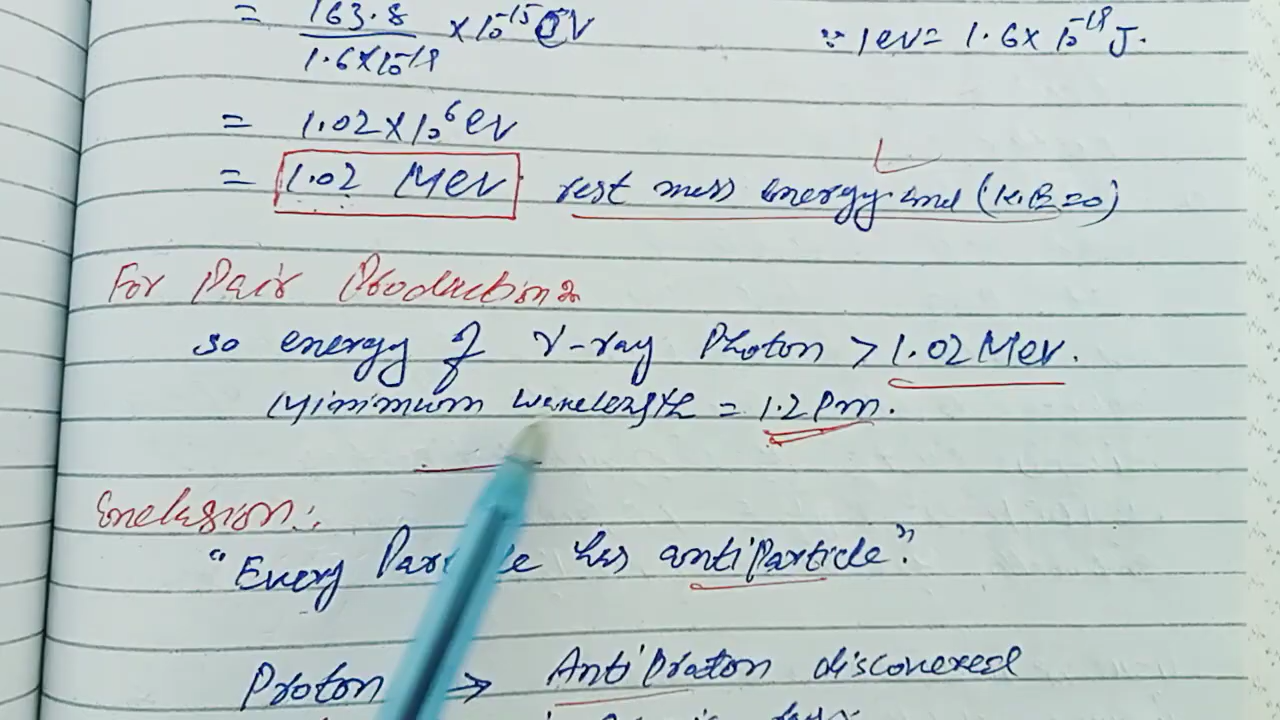 = 163.8 / 1.6×10⁻¹⁹ ×10⁻¹⁵ eV ∵ 1ev = 1.6× 10⁻¹⁹ J.
= 1.02×10⁶ ev
= 1.02 Mev rest mass energy and (K.E=0)
For Pair Production
so energy of γ-ray Photon > 1.02 Mev.
Minimum wavelength = 1.2 Pm.
Conclusion:
"Every Particle has antiParticle".
Proton → AntiProton discovered